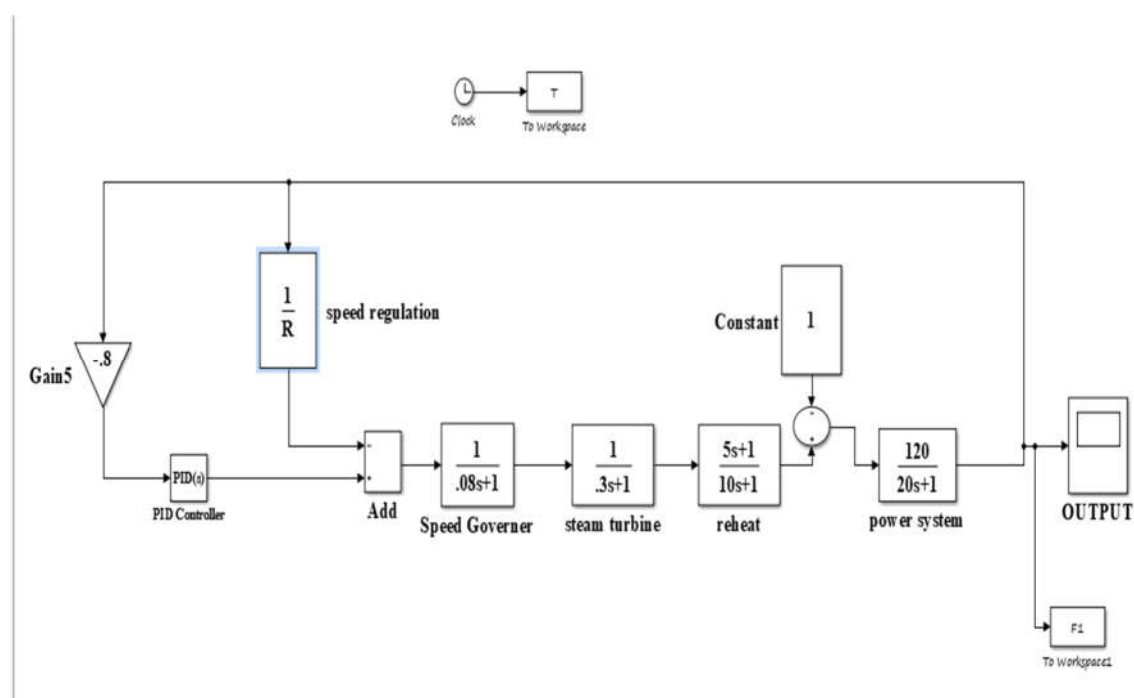 T
Clock
To Workspace
1
R
speed regulation
Constant
1
-.8
Gain5
PID(s)
PID Controller
-
+
Add
1
.08s+1
Speed Governer
1
.3s+1
steam turbine
5s+1
10s+1
reheat
-
+
120
20s+1
power system
OUTPUT
F1
To Workspace1